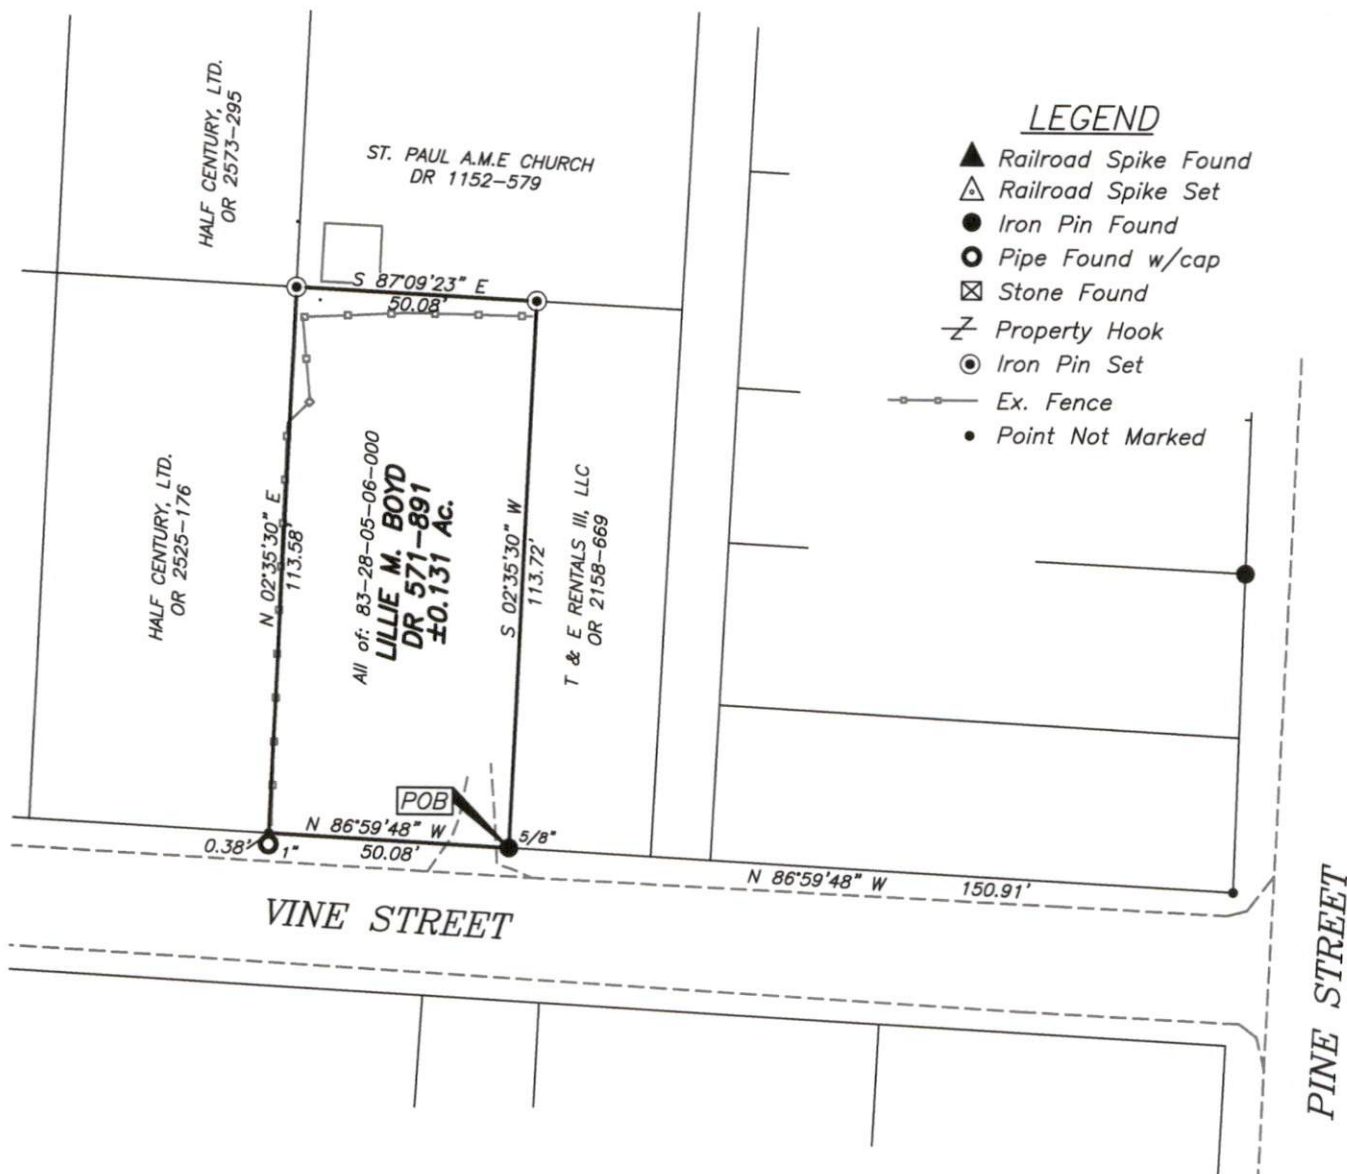 HALF CENTURY, LTD.
OR 2573-295
ST. PAUL A.M.E CHURCH
DR 1152-579
LEGEND
Railroad Spike Found
Railroad Spike Set
Iron Pin Found
Pipe Found w/cap
Stone Found
Property Hook
Iron Pin Set
Ex. Fence
Point Not Marked
S 87°09'23" E
50.08'
HALF CENTURY, LTD.
OR 2525-176
N 02°35'30" E
113.58'
All of: 83-28-05-06-000
LILLIE M. BOYD
DR 571-891
±0.131 Ac.
S 02°35'30" W
113.72'
T & E RENTALS III, LLC
OR 2158-669
POB
N 86°59'48" W
50.08'
0.38'
1"
5/8"
N 86°59'48" W 150.91'
VINE STREET
PINE STREET